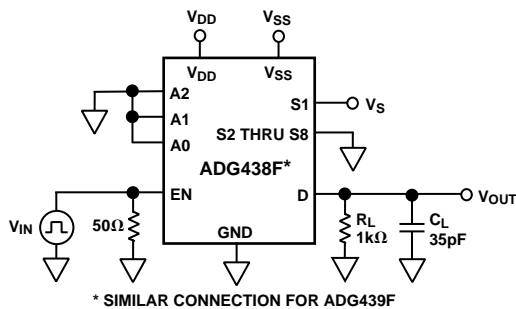 VDD VSS
VDD VSS
A2
A1
A0
S1 VS
S2 THRU S8
ADG438F*
EN D VOUT
VIN 50Ω
GND
RL
1kΩ
CL
35pF
* SIMILAR CONNECTION FOR ADG439F